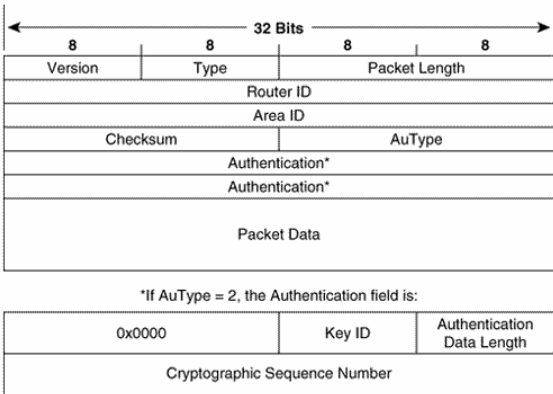 32 Bits
8 8 8 8
Version Type Packet Length
Router ID
Area ID
Checksum AuType
Authentication*
Authentication*
Packet Data
*If AuType = 2, the Authentication field is:
0x0000 Key ID Authentication
Data Length
Cryptographic Sequence Number